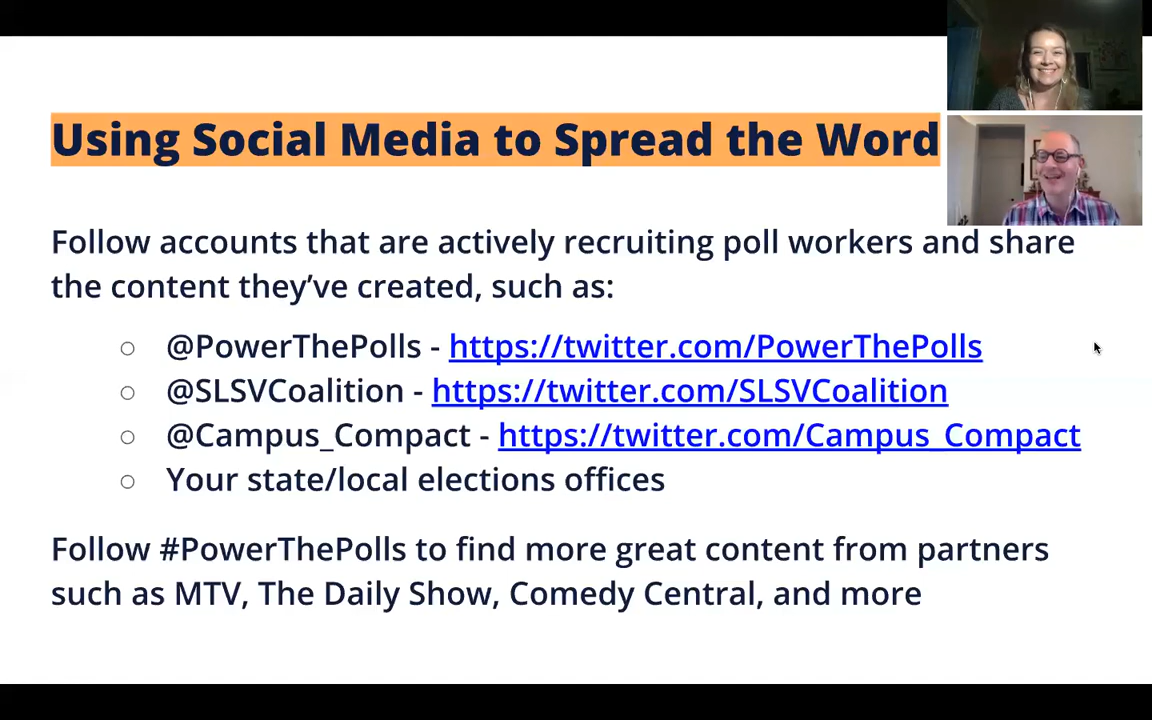 Using Social Media to Spread the Word
Follow accounts that are actively recruiting poll workers and share
the content they’ve created, such as:
○ @PowerThePolls - https://twitter.com/PowerThePolls
○ @SLSVCoalition - https://twitter.com/SLSVCoalition
○ @Campus_Compact - https://twitter.com/Campus_Compact
○ Your state/local elections offices
Follow #PowerThePolls to find more great content from partners
such as MTV, The Daily Show, Comedy Central, and more